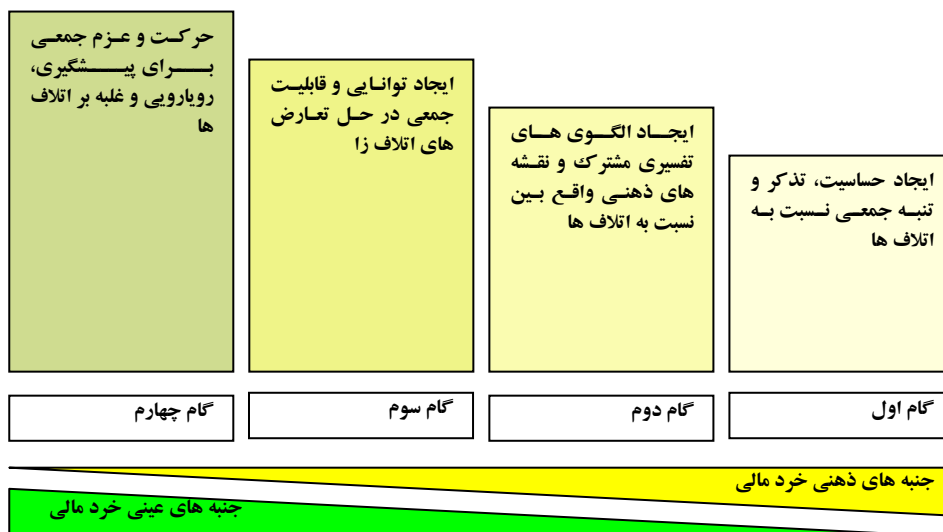 ایجاد حساسیت، تذکر و
تنبه جمعی نسبت به
اتلاف ها
ایجاد الگوی های
تفسیری مشترک و نقشه
های ذهنی واقع بین
نسبت به اتلاف ها
ایجاد توانایی و قابلیت
جمعی در حل تعارض
های اتلاف زا
حرکت و عزم جمعی
برای پیشگیری،
رویارویی و غلبه بر اتلاف
ها
گام اول
گام دوم
گام سوم
گام چهارم
جنبه های ذهنی خرد مالی
جنبه های عینی خرد مالی